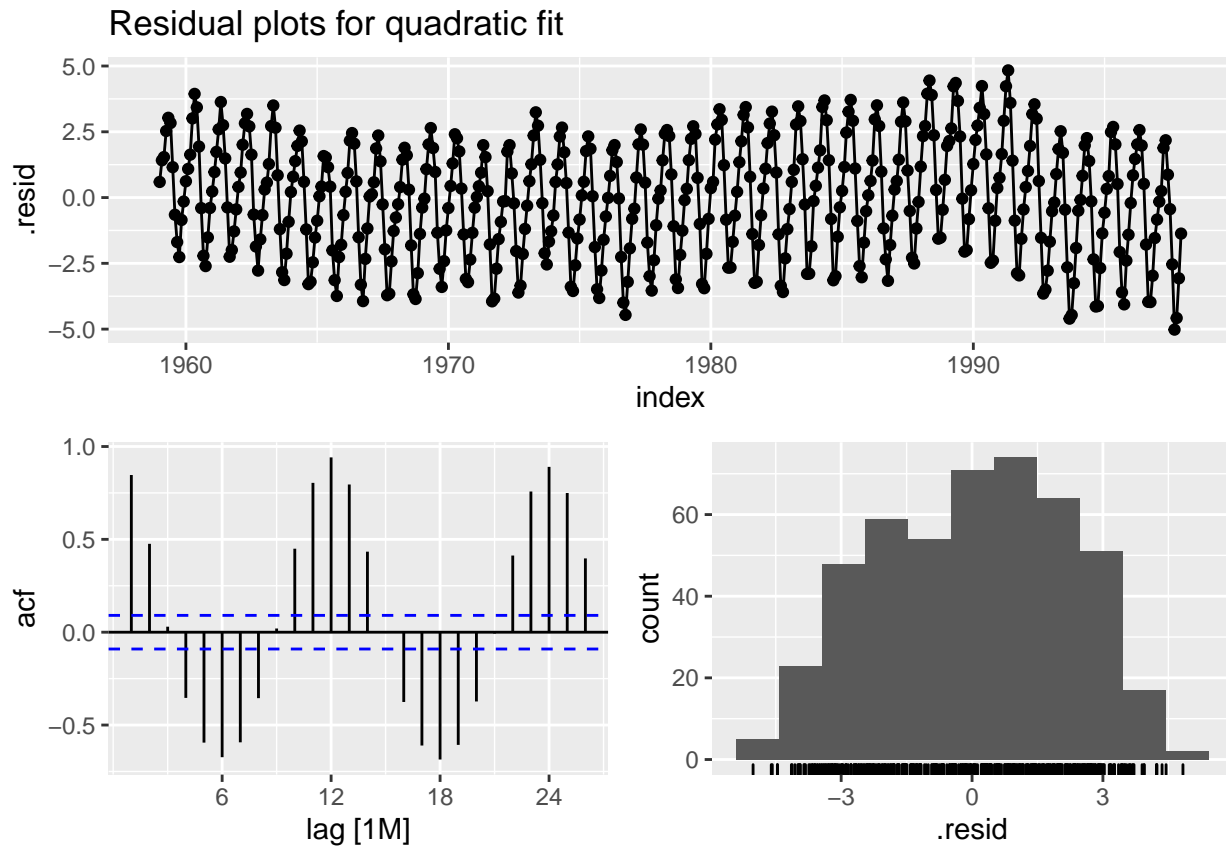 Residual plots for quadratic fit
5.0
2.5
0.0
−2.5
−5.0
.resid
1960 1970 1980 1990
index
1.0
0.5
0.0
−0.5
acf
6 12 18 24
lag [1M]
60
40
20
0
count
−3 0 3
.resid